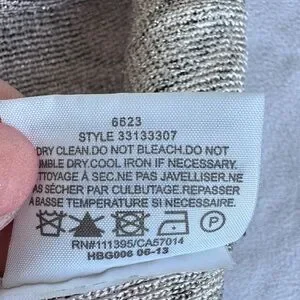 6623
STYLE 33133307
DRY CLEAN.DO NOT BLEACH.DO NOT
UMBLE DRY.COOL IRON IF NECESSARY.
TTOYAGE À SEC.NE PAS JAVELLISER.NE
AS SÉCHER PAR CULBUTAGE.REPASSER
A BASSE TEMPERATURE SI NECESSAIRE.
RN#111395/CA57014
HBG006 06-13